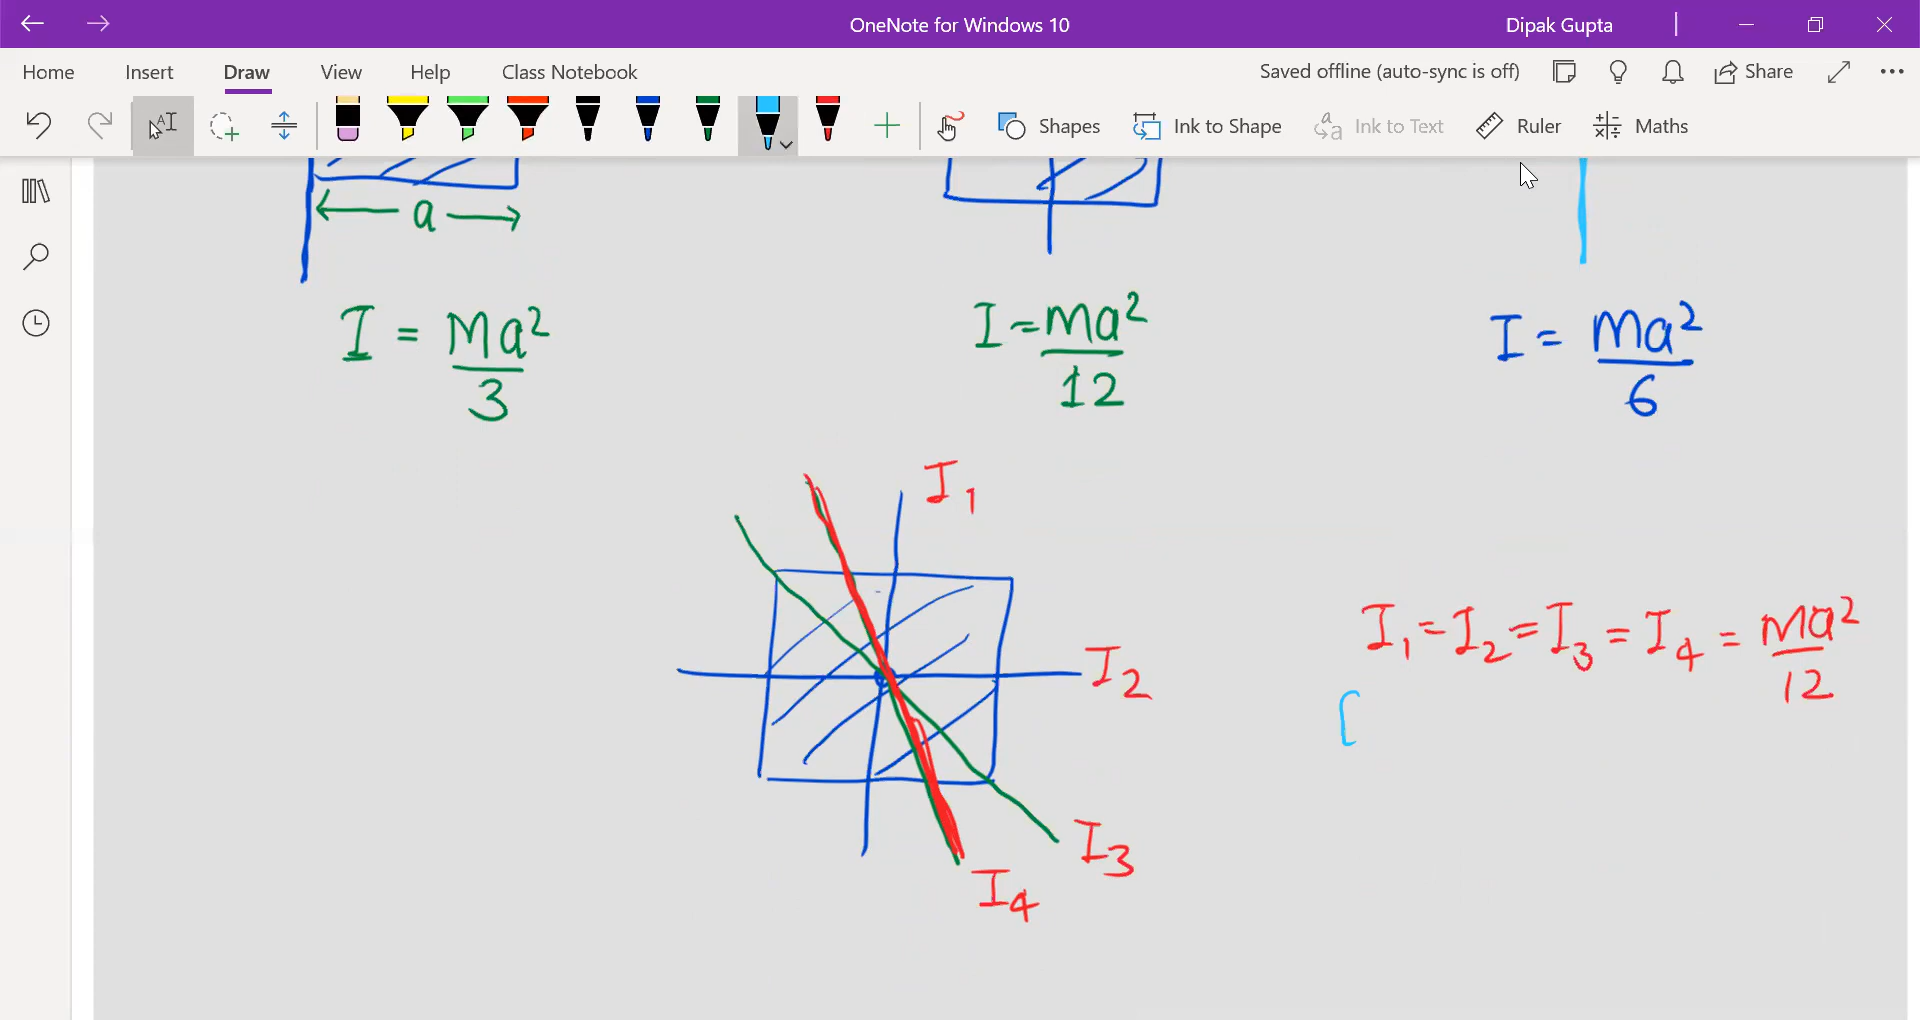 OneNote for Windows 10
Dipak Gupta
Home Insert Draw View Help Class Notebook
Saved offline (auto-sync is off) Share
Shapes Ink to Shape Ink to Text Ruler Maths
a
I = Ma²/3
I = ma²/12
I = ma²/6
I₁
I₂
I₁ = I₂ = I₃ = I₄ = Ma²/12
[
I₃
I₄